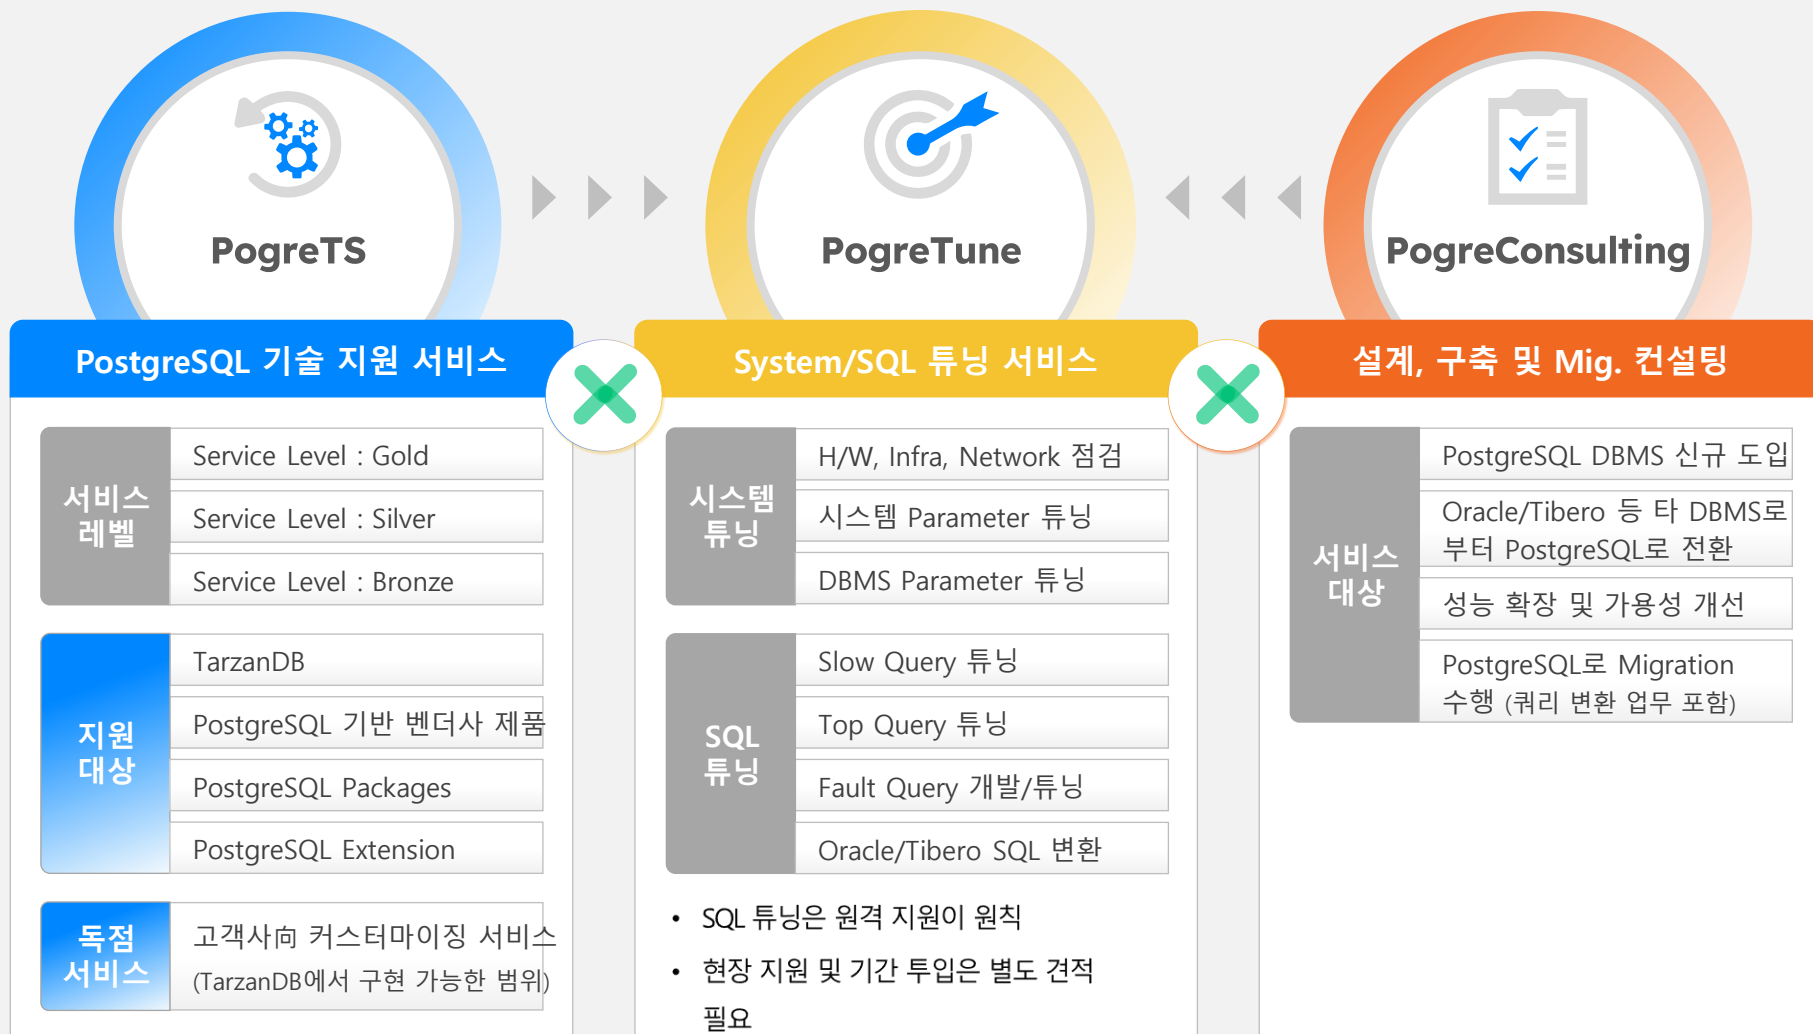 PogreTS
PostgreSQL 기술 지원 서비스
서비스
레벨
Service Level : Gold
Service Level : Silver
Service Level : Bronze
지원
대상
TarzanDB
PostgreSQL 기반 벤더사 제품
PostgreSQL Packages
PostgreSQL Extension
독점
서비스
고객사向 커스터마이징 서비스
(TarzanDB에서 구현 가능한 범위)
PogreTune
System/SQL 튜닝 서비스
시스템
튜닝
H/W, Infra, Network 점검
시스템 Parameter 튜닝
DBMS Parameter 튜닝
SQL
튜닝
Slow Query 튜닝
Top Query 튜닝
Fault Query 개발/튜닝
Oracle/Tibero SQL 변환
• SQL 튜닝은 원격 지원이 원칙
• 현장 지원 및 기간 투입은 별도 견적
필요
PogreConsulting
설계, 구축 및 Mig. 컨설팅
서비스
대상
PostgreSQL DBMS 신규 도입
Oracle/Tibero 등 타 DBMS로
부터 PostgreSQL로 전환
성능 확장 및 가용성 개선
PostgreSQL로 Migration
수행 (쿼리 변환 업무 포함)